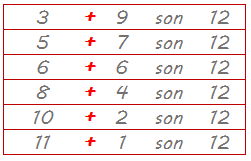 3 + 9 son 12
5 + 7 son 12
6 + 6 son 12
8 + 4 son 12
10 + 2 son 12
11 + 1 son 12